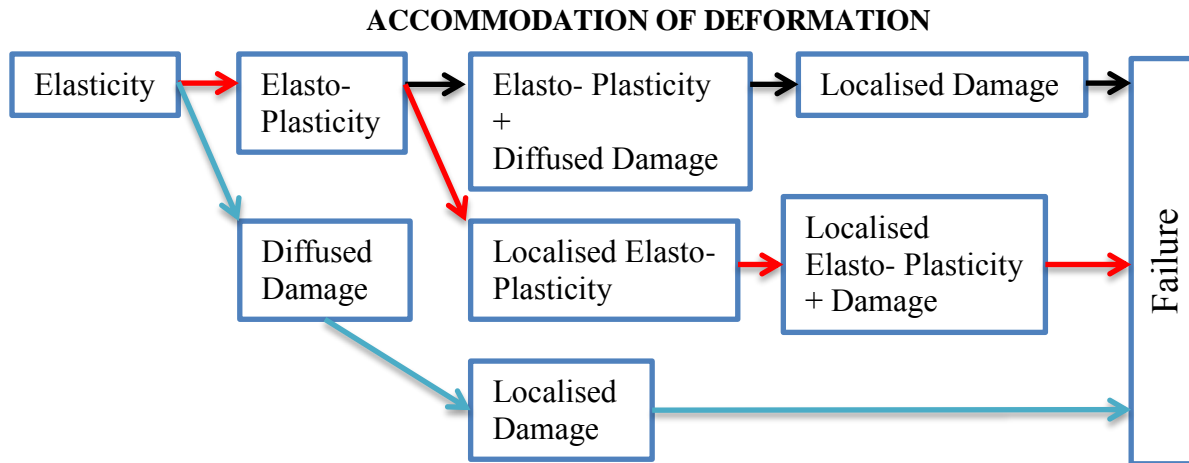 ACCOMMODATION OF DEFORMATION
Elasticity
Elasto-
Plasticity
Elasto- Plasticity
+
Diffused Damage
Localised Damage
Failure
Diffused
Damage
Localised Elasto-
Plasticity
Localised
Elasto- Plasticity
+ Damage
Localised
Damage